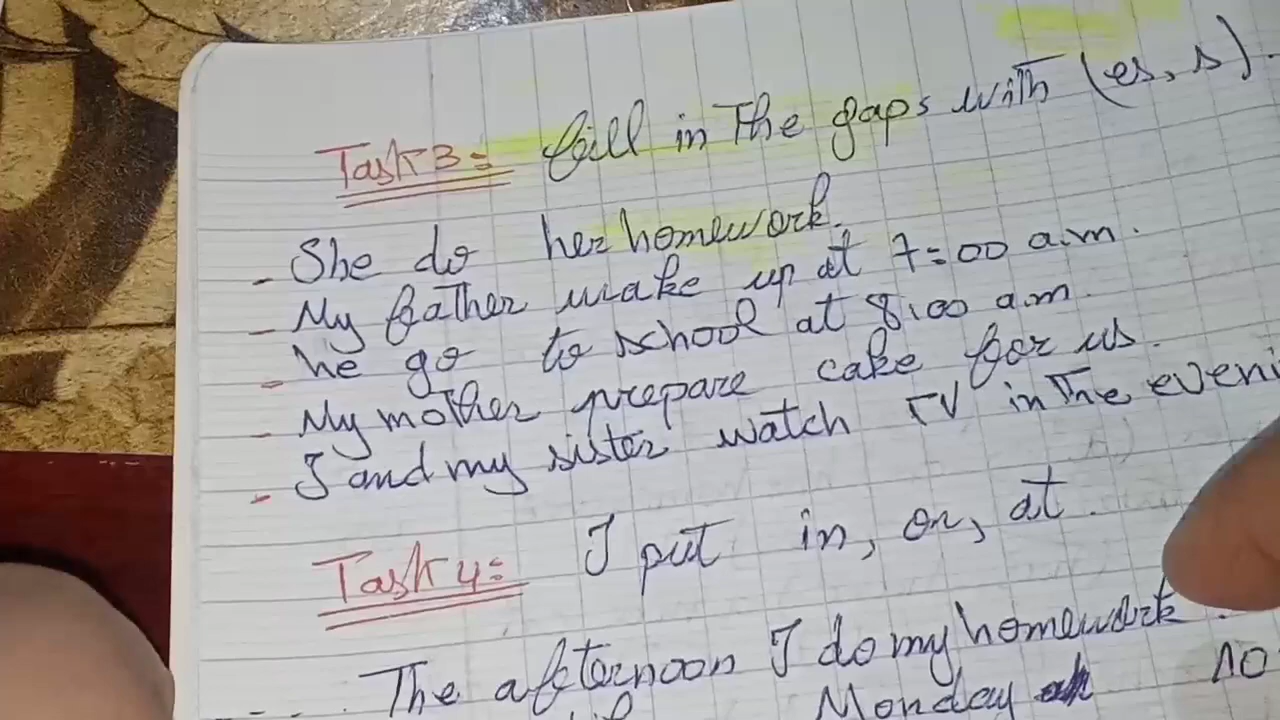 Task 3: fill in The gaps with (es, s).
- She do her homework.
- My father wake up at 7:00 a.m.
- he go to school at 8:00 a.m.
- My mother prepare cake for us.
- I and my sister watch TV in The eveni
Task 4: I put in, on, at.
.... The afternoon I do my homework.
Monday